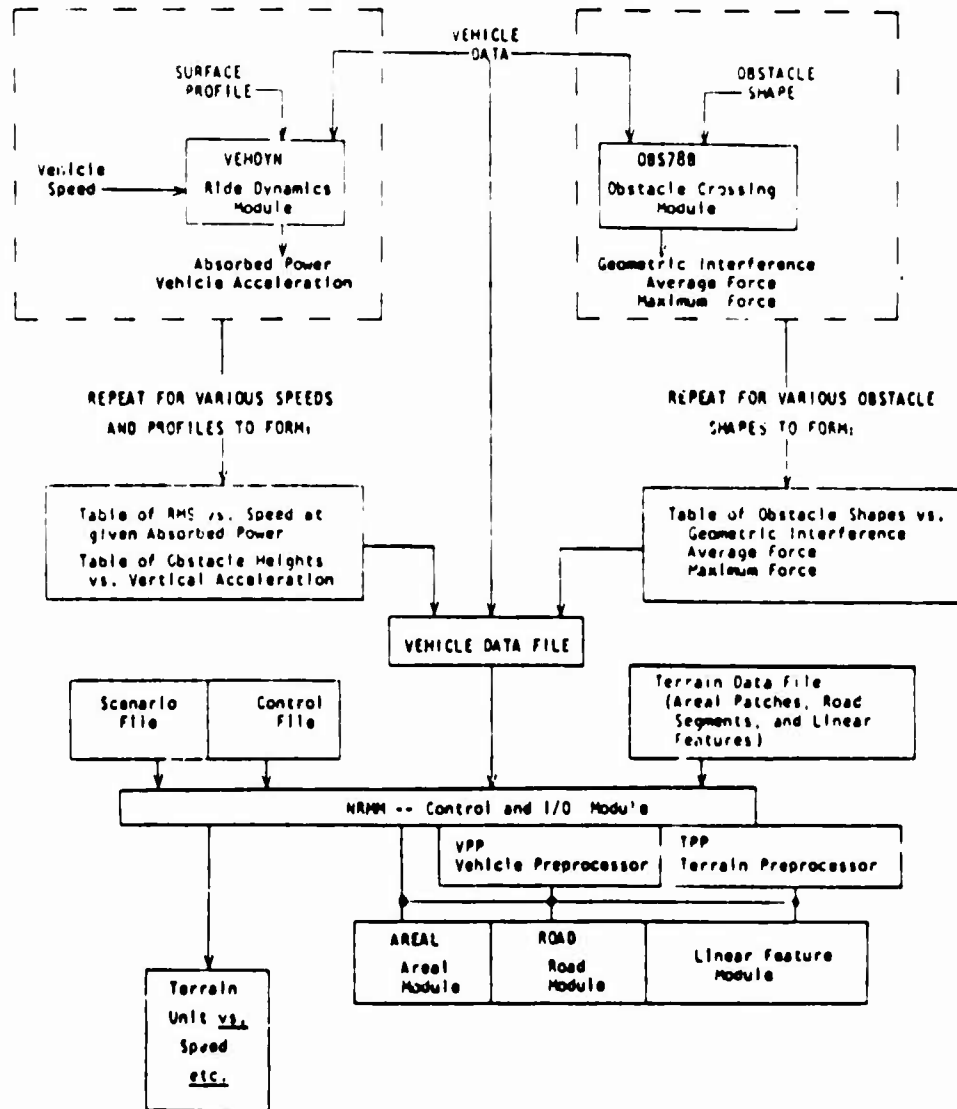 VEHICLE
DATA
SURFACE
PROFILE
OBSTACLE
SHAPE
Vehicle
Speed
VEHDYN
Ride Dynamics
Module
OBS78B
Obstacle Crossing
Module
Absorbed Power
Vehicle Acceleration
Geometric Interference
Average Force
Maximum Force
REPEAT FOR VARIOUS SPEEDS
AND PROFILES TO FORM:
REPEAT FOR VARIOUS OBSTACLE
SHAPES TO FORM:
Table of RMS vs. Speed at
given Absorbed Power
Table of Obstacle Heights
vs. Vertical Acceleration
Table of Obstacle Shapes vs.
Geometric Interference
Average Force
Maximum Force
VEHICLE DATA FILE
Scenario
File
Control
File
Terrain Data File
(Areal Patches, Road
Segments, and Linear
Features)
NRMM -- Control and I/O Module
VPP
Vehicle Preprocessor
TPP
Terrain Preprocessor
AREAL
Areal
Module
ROAD
Road
Module
Linear Feature
Module
Terrain
Unit vs.
Speed
etc.